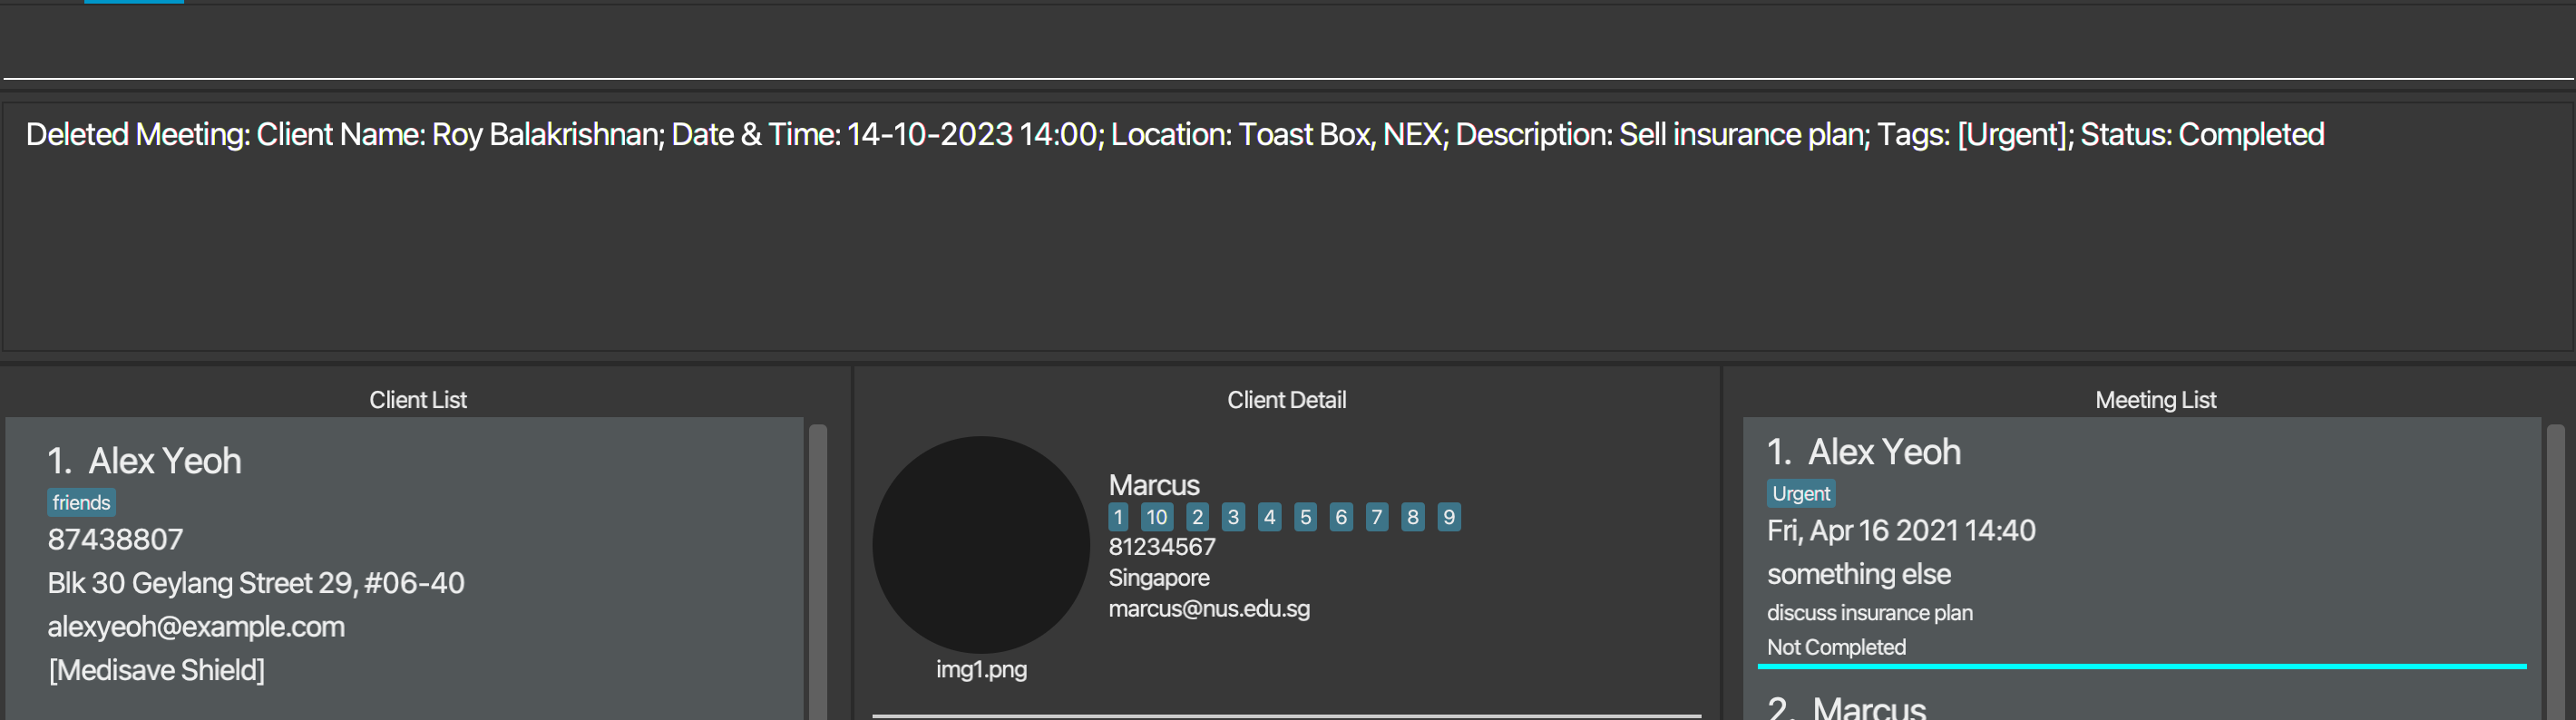 Deleted Meeting: Client Name: Roy Balakrishnan; Date & Time: 14-10-2023 14:00; Location: Toast Box, NEX; Description: Sell insurance plan; Tags: [Urgent]; Status: Completed
Client List
1. Alex Yeoh
friends
87438807
Blk 30 Geylang Street 29, #06-40
alexyeoh@example.com
[Medisave Shield]
Client Detail
Marcus
1 10 2 3 4 5 6 7 8 9
81234567
Singapore
marcus@nus.edu.sg
img1.png
Meeting List
1. Alex Yeoh
Urgent
Fri, Apr 16 2021 14:40
something else
discuss insurance plan
Not Completed
2. Marcus